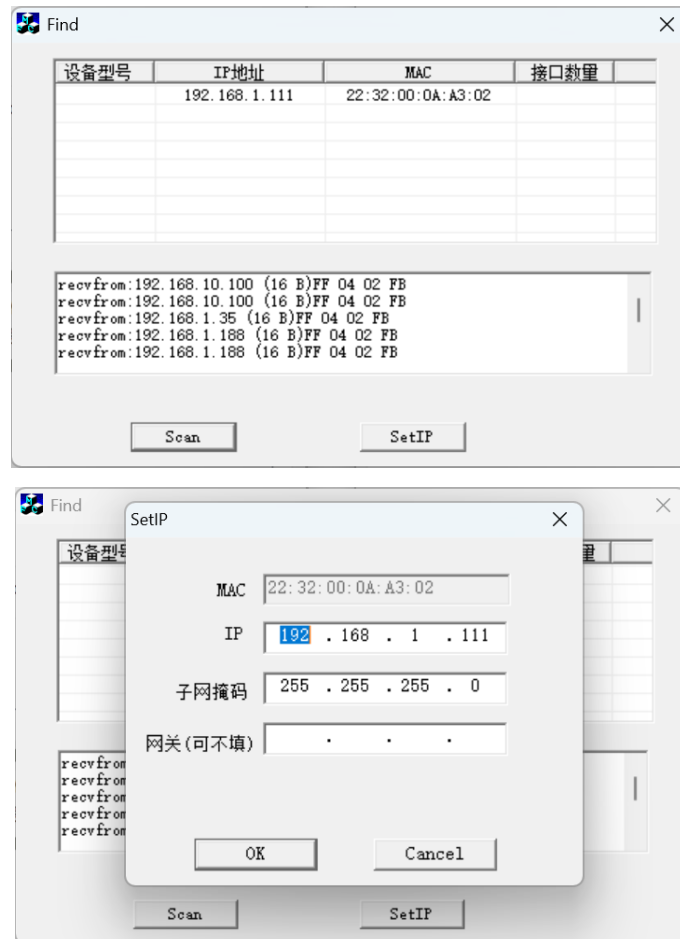 Find
设备型号 IP地址 MAC 接口数量
192.168.1.111 22:32:00:0A:A3:02
recvfrom:192.168.10.100 (16 B)FF 04 02 FB
recvfrom:192.168.10.100 (16 B)FF 04 02 FB
recvfrom:192.168.1.35 (16 B)FF 04 02 FB
recvfrom:192.168.1.188 (16 B)FF 04 02 FB
recvfrom:192.168.1.188 (16 B)FF 04 02 FB
Scan SetIP
Find
SetIP
设备型
MAC 22:32:00:0A:A3:02
IP 192 . 168 . 1 . 111
子网掩码 255 . 255 . 255 . 0
网关(可不填) . . .
recvfrom
recvfrom
recvfrom
recvfrom
recvfrom
OK Cancel
Scan SetIP